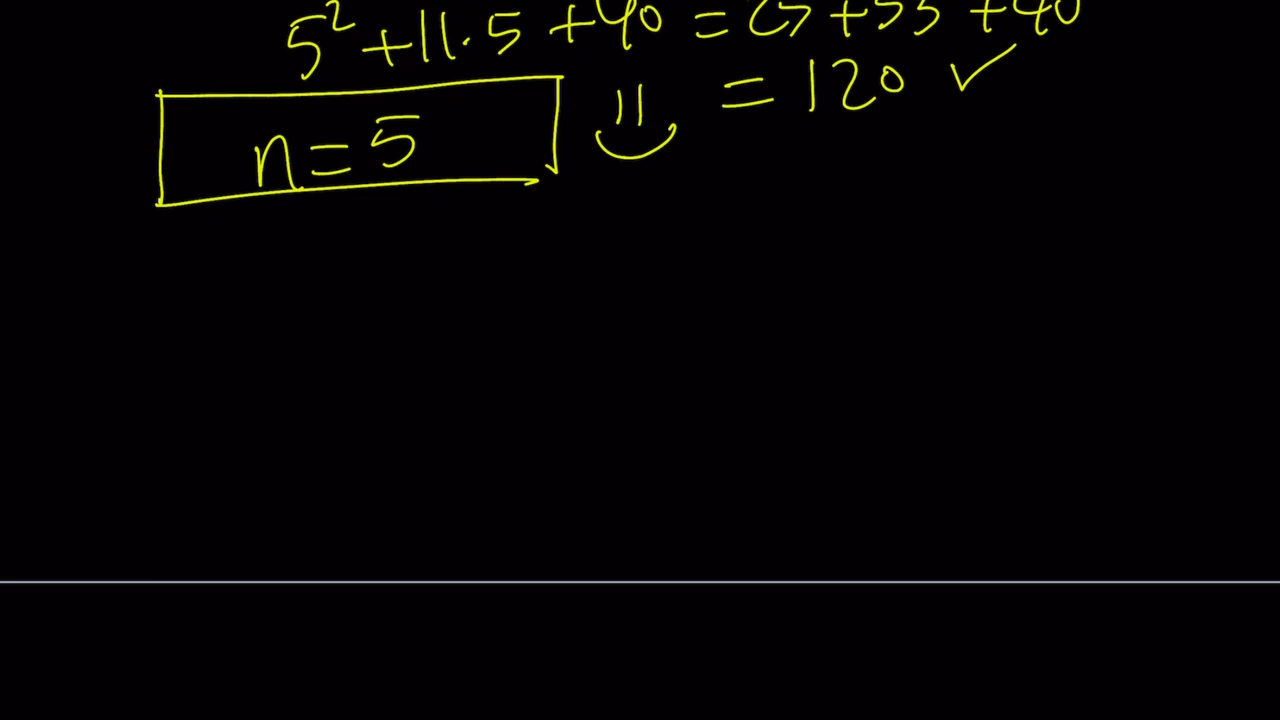 5² + 11·5 + 40 = 25 + 55 + 40
= 120 ✓
n = 5